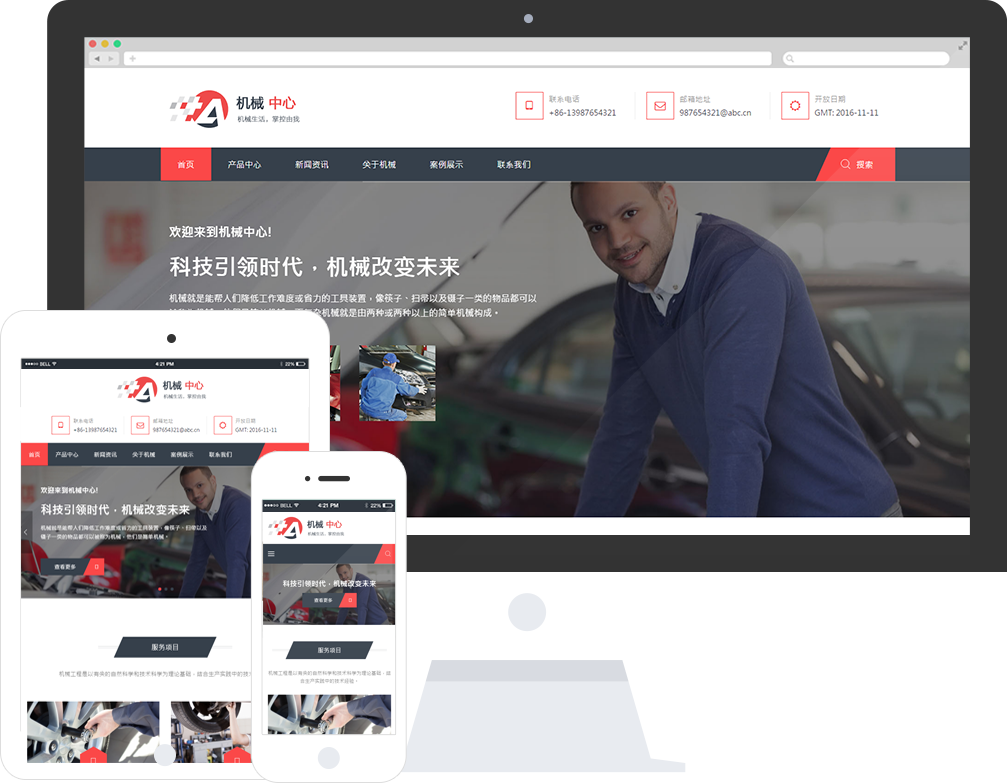 机械 中心
机械生活，掌控由我
联系电话
+86-13987654321
邮箱地址
987654321@abc.cn
开放日期
GMT: 2016-11-11
首页 产品中心 新闻资讯 关于机械 案例展示 联系我们 搜索
欢迎来到机械中心!
科技引领时代，机械改变未来
机械就是能帮人们降低工作难度或省力的工具装置，像筷子、扫帚以及镊子一类的物品都可以
机械就是由两种或两种以上的简单机械构成。
BELL 4:21 PM 22%
机械 中心
机械生活，掌控由我
联系电话
+86-13987654321
邮箱地址
987654321@abc.cn
开放日期
GMT: 2016-11-11
首页 产品中心 新闻资讯 关于机械 案例展示 联系我们
欢迎来到机械中心!
科技引领时代，机械改变未来
机械就是能帮人们降低工作难度或省力的工具装置，像筷子、扫帚以及
镊子一类的物品都可以被称为机械，他们是简单机械。
查看更多
服务项目
机械工程是以有关的自然科学和技术科学为理论基础，结合生产实践中的技
BELL 4:21 PM 22%
机械 中心
机械生活，掌控由我
科技引领时代，机械改变未来
查看更多
服务项目
机械工程是以有关的自然科学和技术科学为理论基础，结
合生产实践中的技术经验。